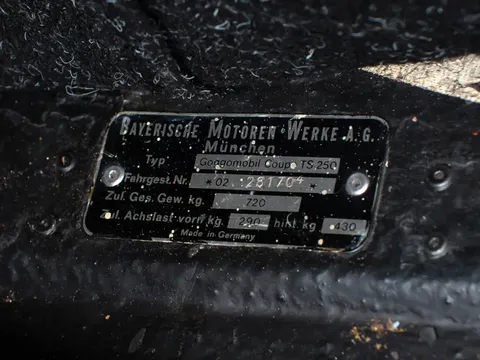 BAYERISCHE MOTOREN WERKE A.G.
München
Typ Goggomobil Coupe TS 250
Fahrgest. Nr. *02 281704 *
Zul. Ges. Gew. kg. 720
zul. Achslast vorn kg. 290 hint. kg 430
Made in Germany